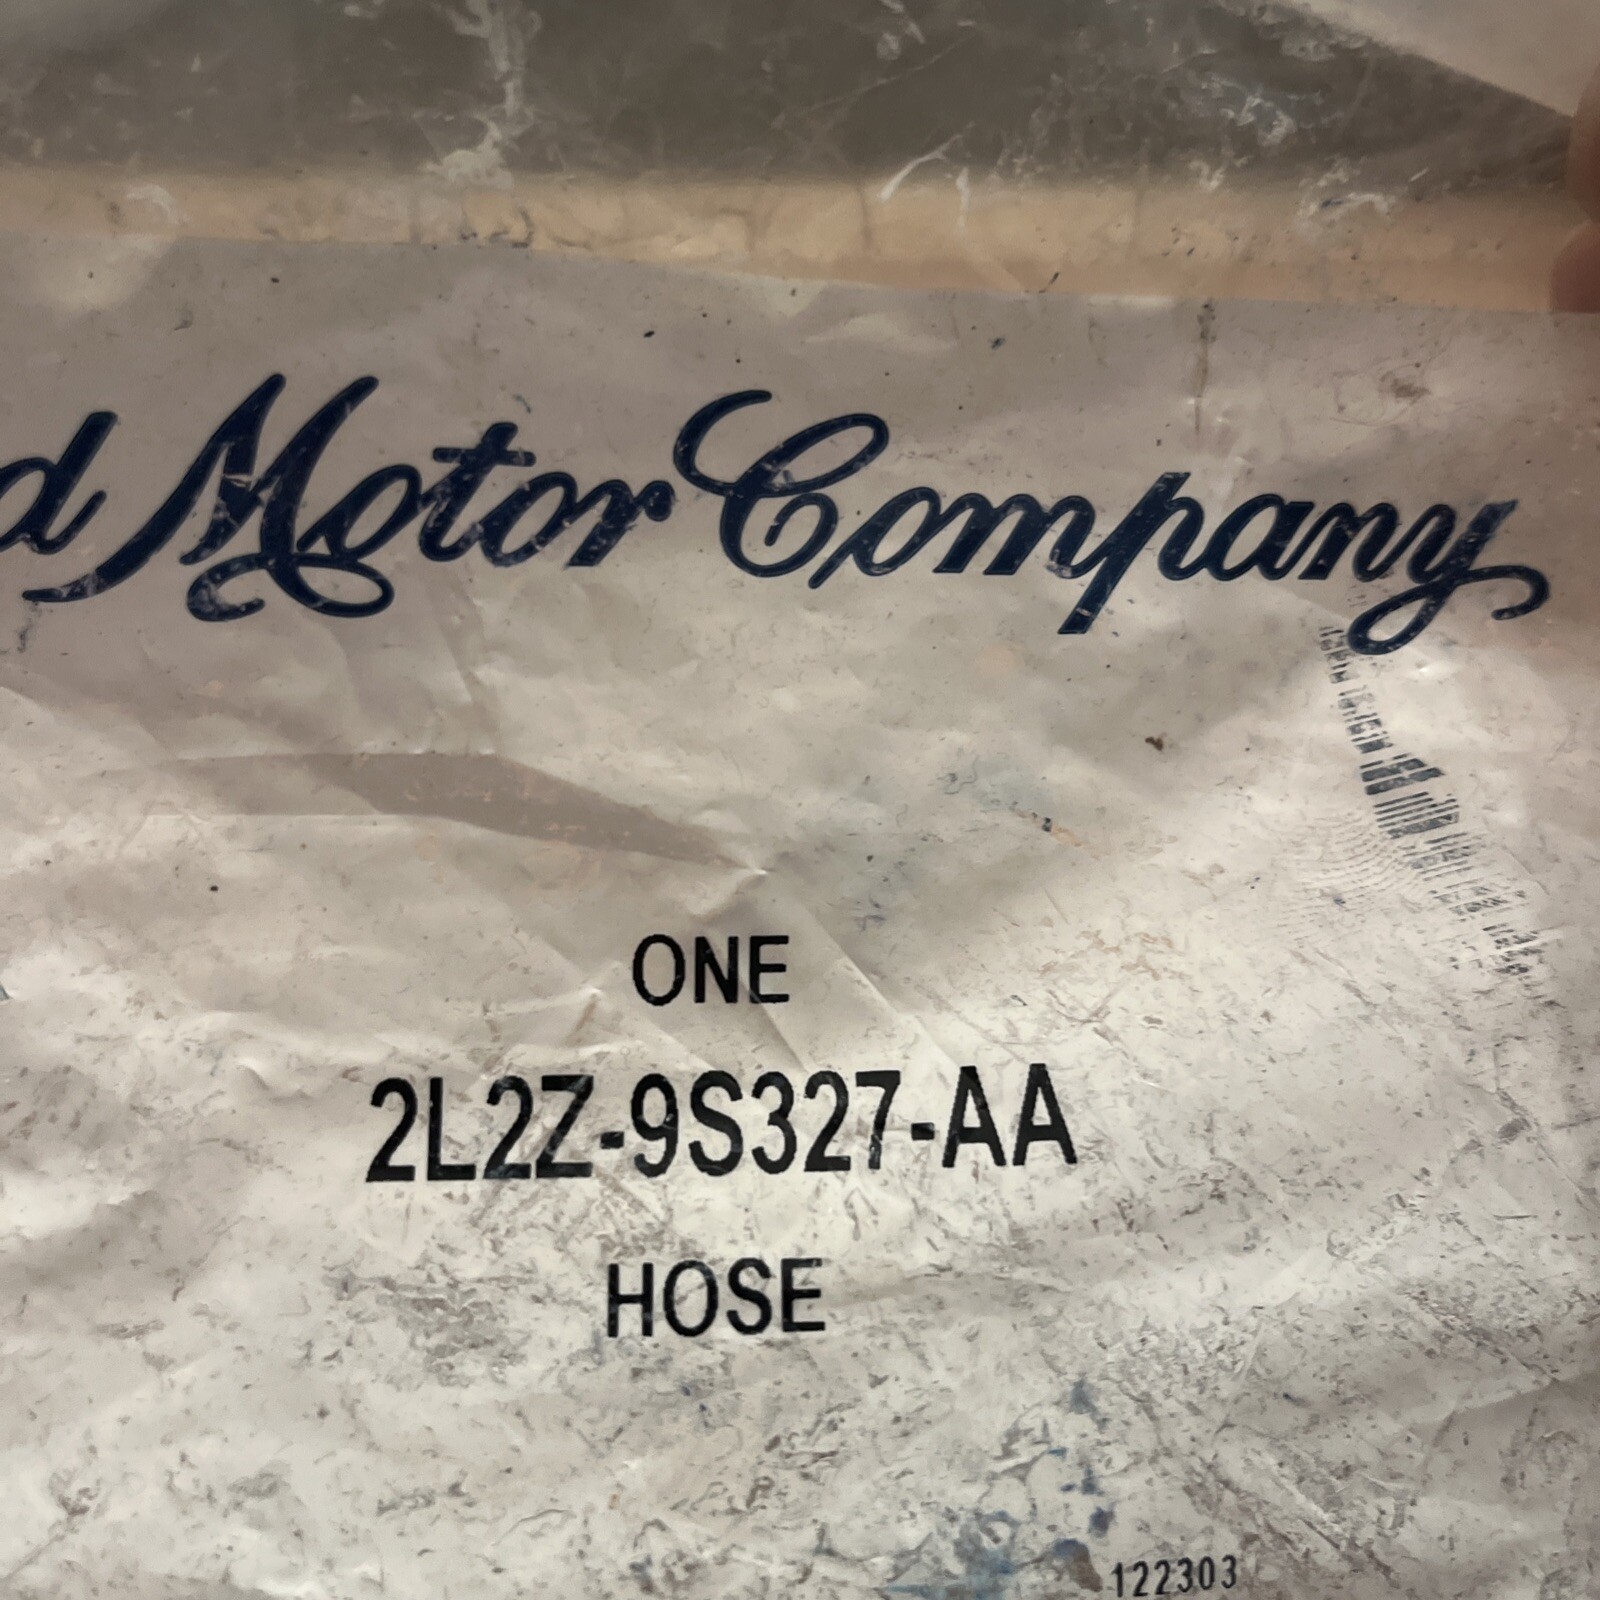 d Motor Company
ONE
2L2Z-9S327-AA
HOSE
122303